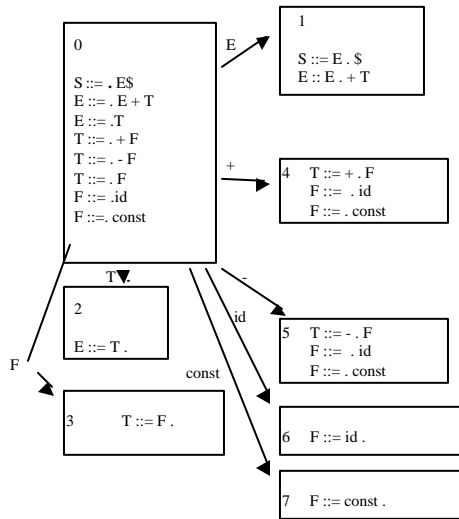 0
S ::= . E$
E ::= . E + T
E ::= .T
T ::= . + F
T ::= . - F
T ::= . F
F ::= .id
F ::=. const
E
1
S ::= E . $
E :: E . + T
+
4 T ::= + . F
F ::= . id
F ::= . const
T .
2
E ::= T .
-
5 T ::= - . F
F ::= . id
F ::= . const
id
const
F
3 T ::= F .
6 F ::= id .
7 F ::= const .